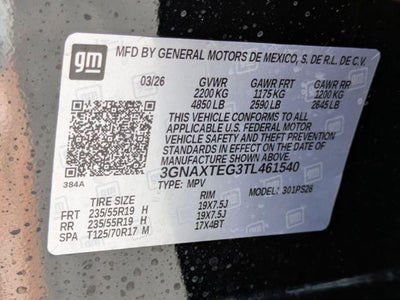 gm
MFD BY GENERAL MOTORS DE MEXICO, S. DE R.L. DE C.V.
03/26 GVWR GAWR FRT GAWR RR
2200 KG 1175 KG 1200 KG
4850 LB 2590 LB 2645 LB
THIS VEHICLE CONFORMS TO ALL
APPLICABLE U.S. FEDERAL MOTOR
VEHICLE SAFETY STANDARDS IN
EFFECT ON THE DATE OF
MANUFACTURE SHOWN ABOVE.
3GNAXTEG3TL461540
384A TYPE: MPV MODEL: 301PS26
TIRE SIZE RIM
FRT 235/55R19 H 19X7.5J
RR 235/55R19 H 19X7.5J
SPA T125/70R17 M 17X4BT